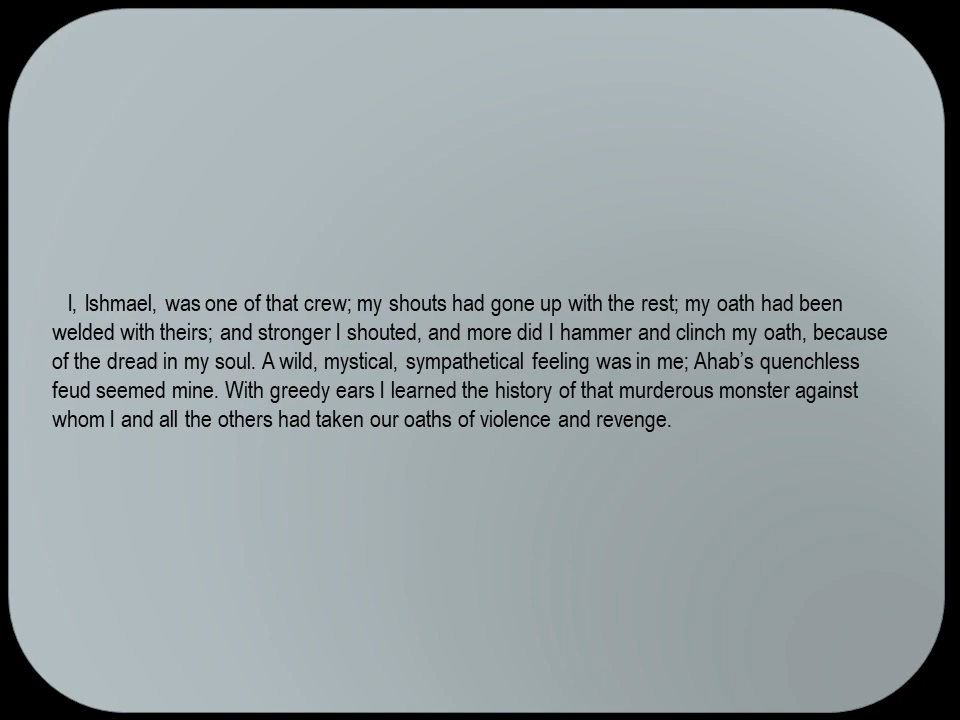 I, Ishmael, was one of that crew; my shouts had gone up with the rest; my oath had been
welded with theirs; and stronger I shouted, and more did I hammer and clinch my oath, because
of the dread in my soul. A wild, mystical, sympathetical feeling was in me; Ahab’s quenchless
feud seemed mine. With greedy ears I learned the history of that murderous monster against
whom I and all the others had taken our oaths of violence and revenge.